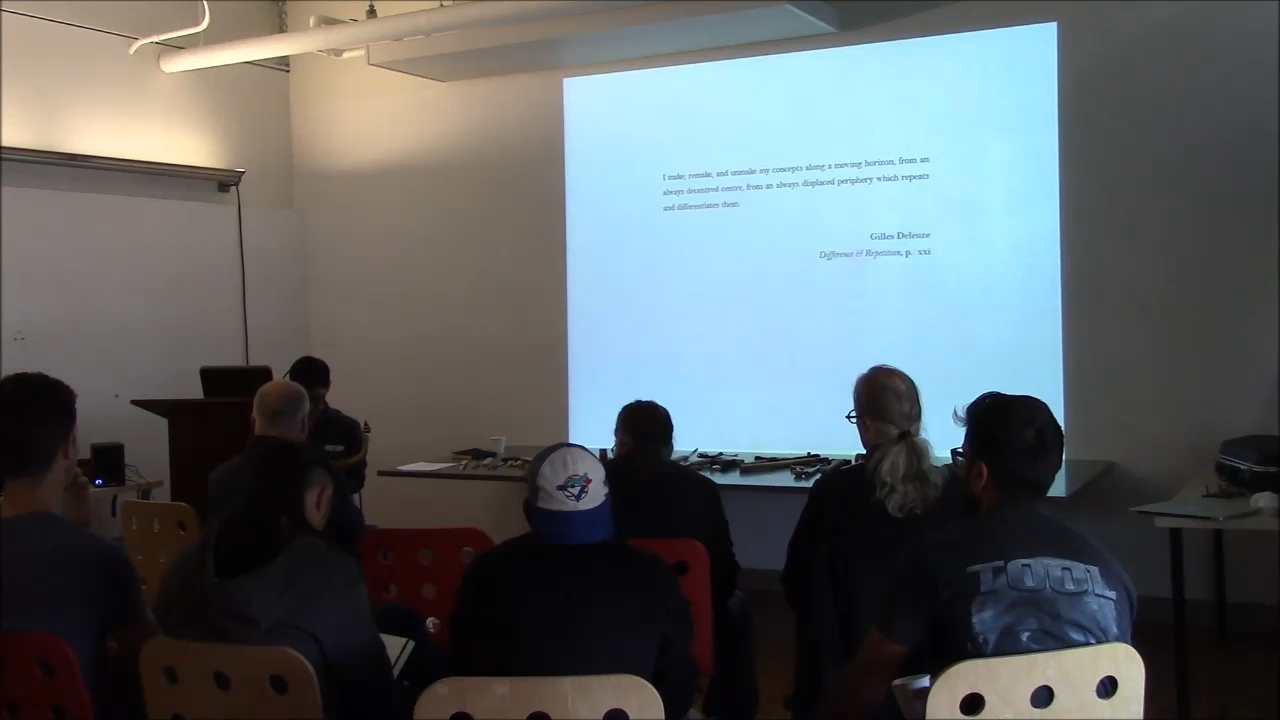 I make, remake, and unmake my concepts along a moving horizon, from an
always decentred centre, from an always displaced periphery which repeats
and differentiates them
Gilles Deleuze
Difference & Repetition, p. xxi
TOOL